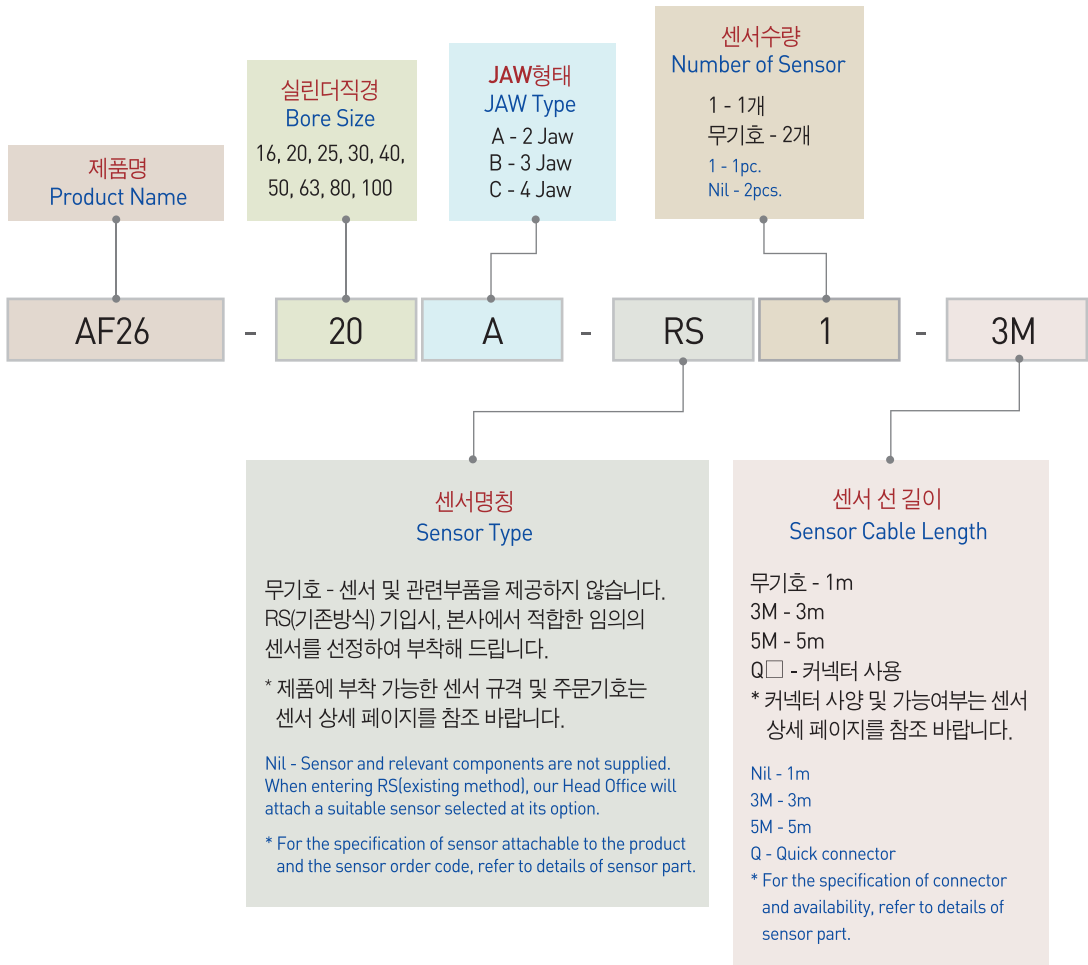 제품명
Product Name
실린더직경
Bore Size
16, 20, 25, 30, 40,
50, 63, 80, 100
JAW형태
JAW Type
A - 2 Jaw
B - 3 Jaw
C - 4 Jaw
센서수량
Number of Sensor
1 - 1개
무기호 - 2개
1 - 1pc.
Nil - 2pcs.
AF26 - 20 A - RS 1 - 3M
센서명칭
Sensor Type
무기호 - 센서 및 관련부품을 제공하지 않습니다.
RS(기존방식) 기입시, 본사에서 적합한 임의의
센서를 선정하여 부착해 드립니다.
* 제품에 부착 가능한 센서 규격 및 주문기호는
센서 상세 페이지를 참조 바랍니다.
Nil - Sensor and relevant components are not supplied.
When entering RS(existing method), our Head Office will
attach a suitable sensor selected at its option.
* For the specification of sensor attachable to the product
and the sensor order code, refer to details of sensor part.
센서 선 길이
Sensor Cable Length
무기호 - 1m
3M - 3m
5M - 5m
Q□ - 커넥터 사용
* 커넥터 사양 및 가능여부는 센서
상세 페이지를 참조 바랍니다.
Nil - 1m
3M - 3m
5M - 5m
Q - Quick connector
* For the specification of connector
and availability, refer to details of
sensor part.